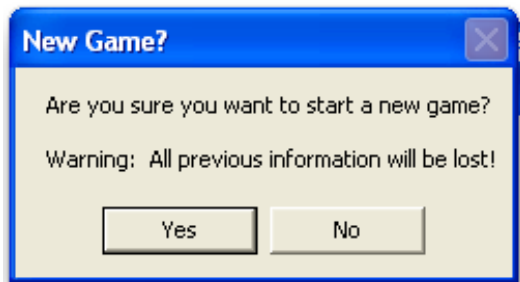 New Game?
Are you sure you want to start a new game?
Warning:  All previous information will be lost!
Yes
No